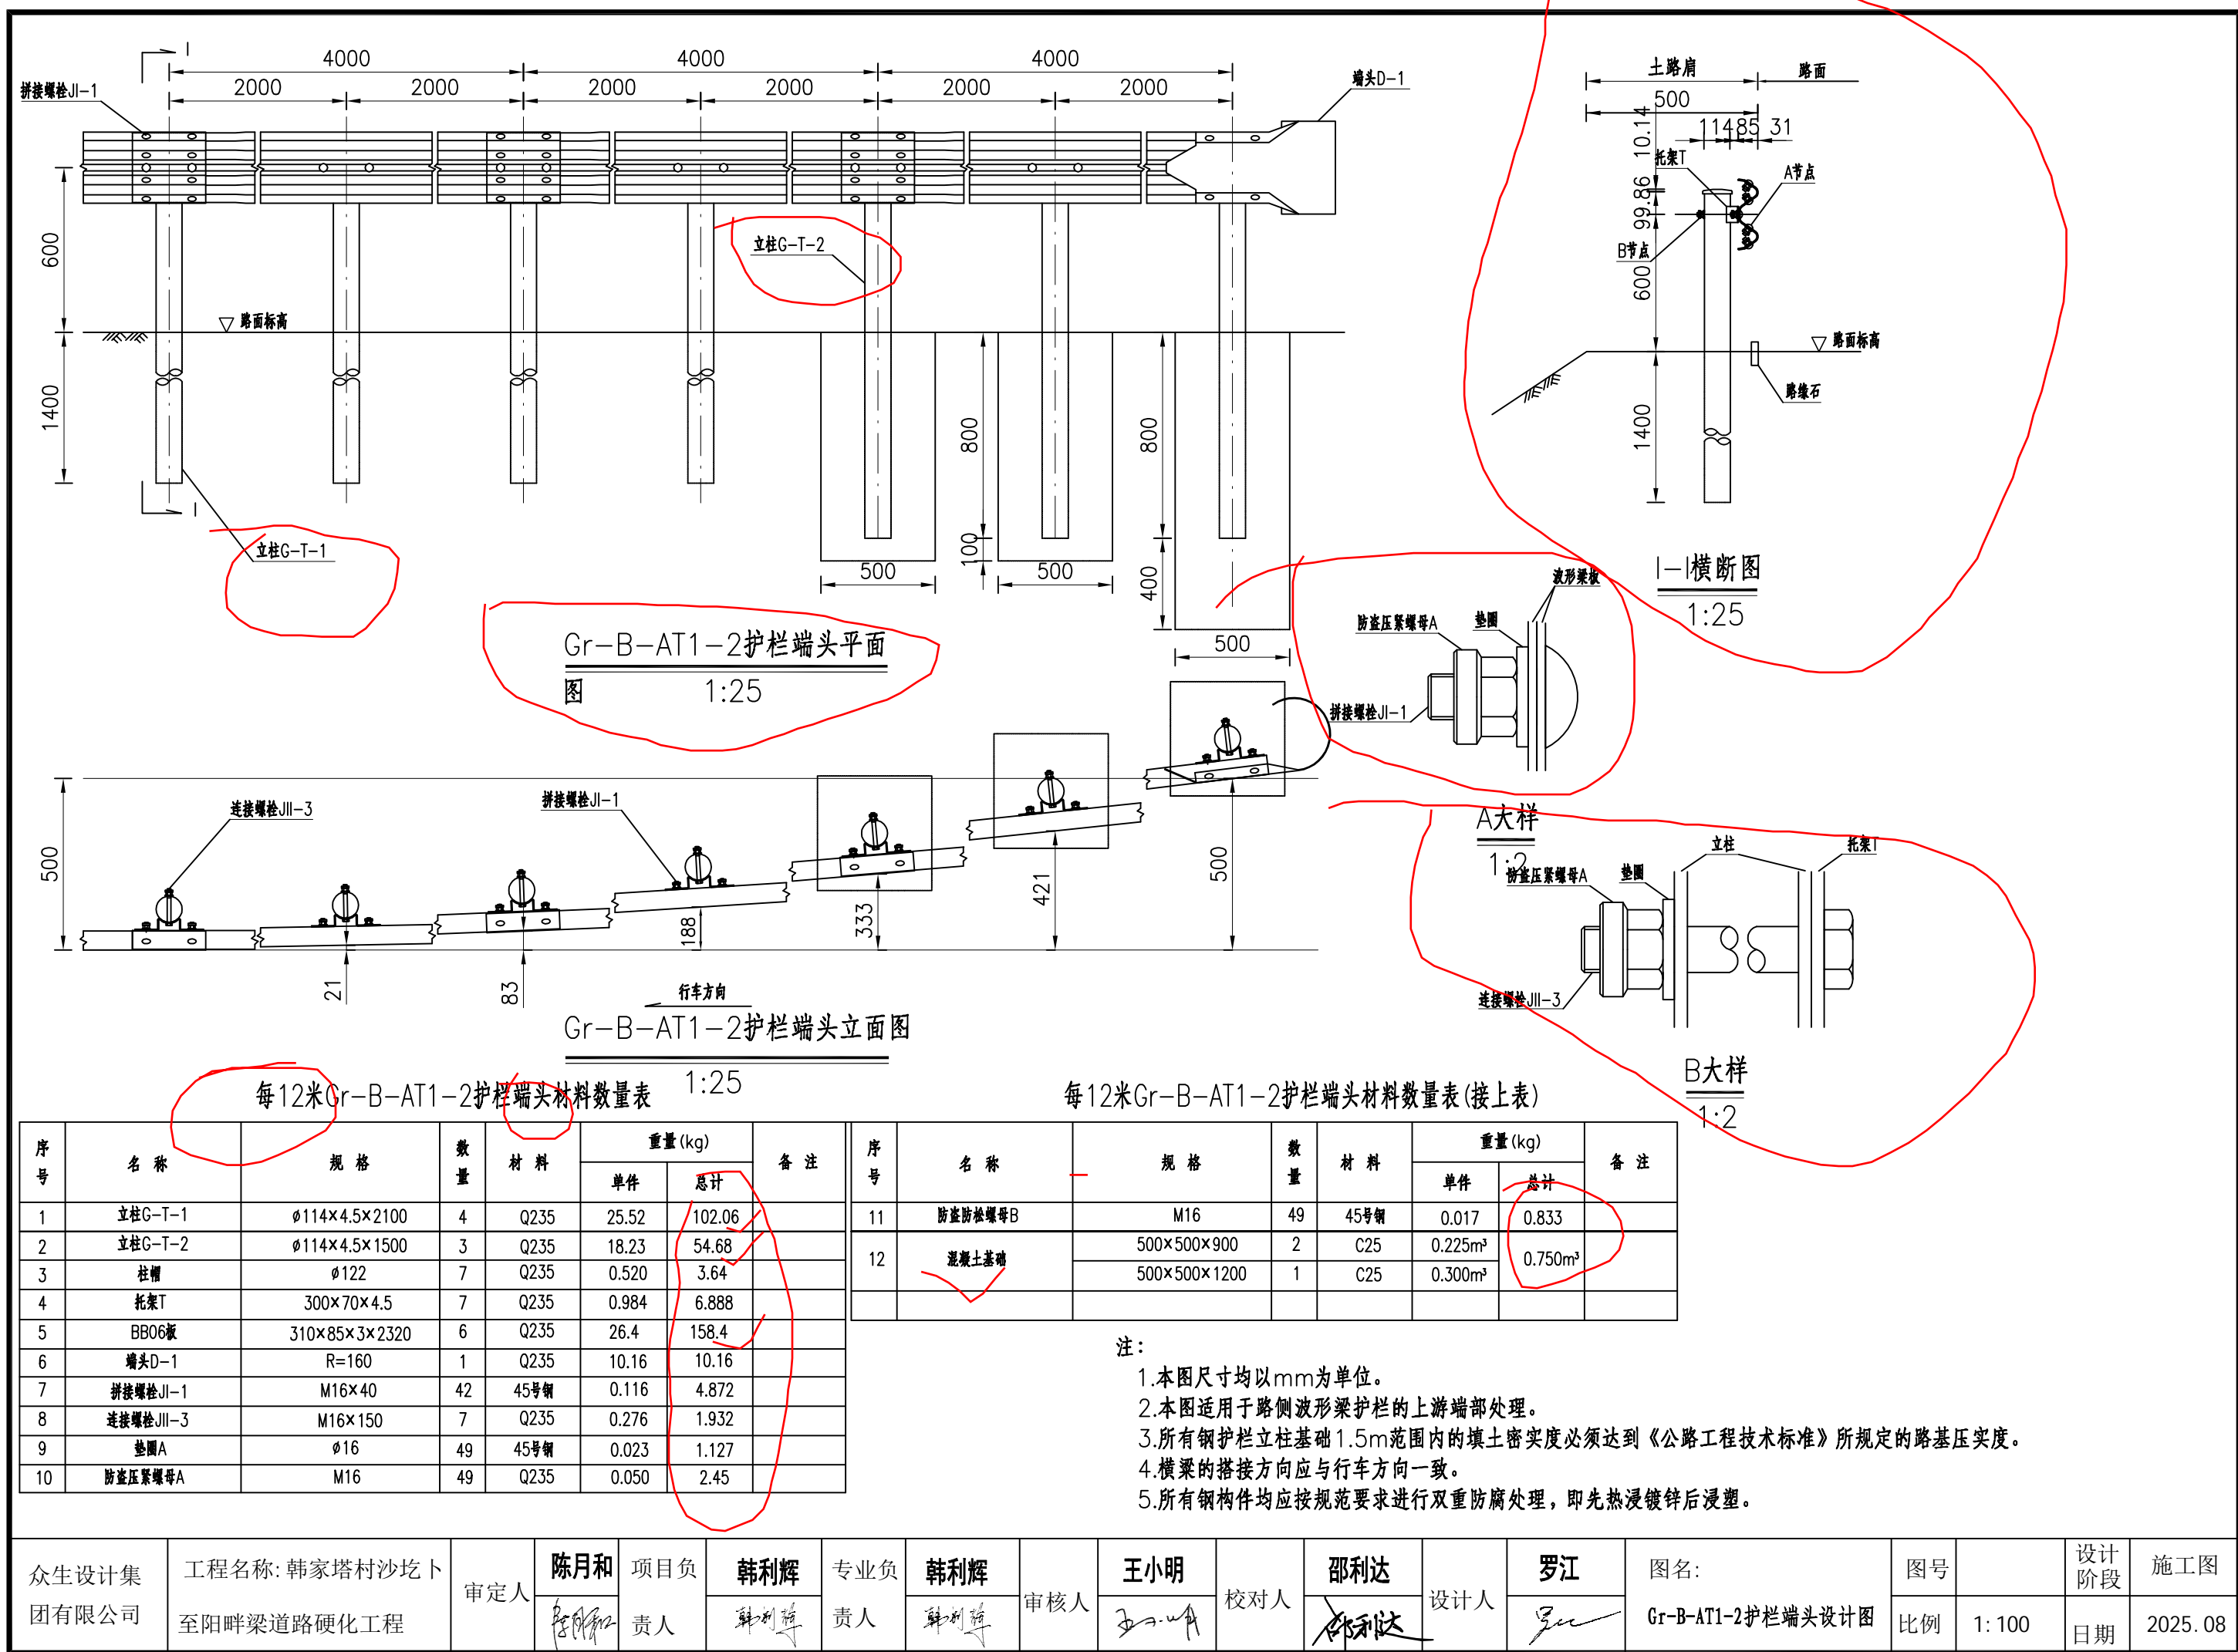 4000 4000 4000
2000 2000 2000 2000 2000 2000
拼接螺栓JI-1
端头D-1
I
600
1400
路面标高
立柱G-T-2
立柱G-T-1
I
800
100
800
400
500
500
500
Gr-B-AT1-2护栏端头平面
图 1:25
土路肩 路面
500
114 85 31
10.14
托架T
A节点
99.86
B节点
600
路面标高
路缘石
1400
I-I横断图
1:25
波形梁板
防盗压紧螺母A 垫圈
拼接螺栓JI-1
A大样
1:2
立柱 托架T
防盗压紧螺母A 垫圈
连接螺栓JII-3
B大样
1:2
连接螺栓JII-3
拼接螺栓JI-1
500
21
83
188
333
421
500
行车方向
Gr-B-AT1-2护栏端头立面图
1:25
每12米Gr-B-AT1-2护栏端头材料数量表
序号 名 称 规 格 数量 材 料 重量(kg) 备 注
单件 总计
1 立柱G-T-1 ø114×4.5×2100 4 Q235 25.52 102.06
2 立柱G-T-2 ø114×4.5×1500 3 Q235 18.23 54.68
3 柱帽 ø122 7 Q235 0.520 3.64
4 托架T 300×70×4.5 7 Q235 0.984 6.888
5 BB06板 310×85×3×2320 6 Q235 26.4 158.4
6 端头D-1 R=160 1 Q235 10.16 10.16
7 拼接螺栓JI-1 M16×40 42 45号钢 0.116 4.872
8 连接螺栓JII-3 M16×150 7 Q235 0.276 1.932
9 垫圈A ø16 49 45号钢 0.023 1.127
10 防盗压紧螺母A M16 49 Q235 0.050 2.45
每12米Gr-B-AT1-2护栏端头材料数量表(接上表)
序号 名 称 规 格 数量 材 料 重量(kg) 备 注
单件 总计
11 防盗防松螺母B M16 49 45号钢 0.017 0.833
12 混凝土基础 500×500×900 2 C25 0.225m³ 0.750m³
500×500×1200 1 C25 0.300m³
注:
1.本图尺寸均以mm为单位。
2.本图适用于路侧波形梁护栏的上游端部处理。
3.所有钢护栏立柱基础1.5m范围内的填土密实度必须达到《公路工程技术标准》所规定的路基压实度。
4.横梁的搭接方向应与行车方向一致。
5.所有钢构件均应按规范要求进行双重防腐处理，即先热浸镀锌后浸塑。
众生设计集团有限公司
工程名称: 韩家塔村沙圪卜至阳畔梁道路硬化工程
审定人 陈月和 陈月和
项目负责人 韩利辉 韩利辉
专业负责人 韩利辉 韩利辉
审核人 王小明 王小明
校对人 邵利达 邵利达
设计人 罗江
图名: Gr-B-AT1-2护栏端头设计图
图号
比例 1:100
设计阶段 施工图
日期 2025.08